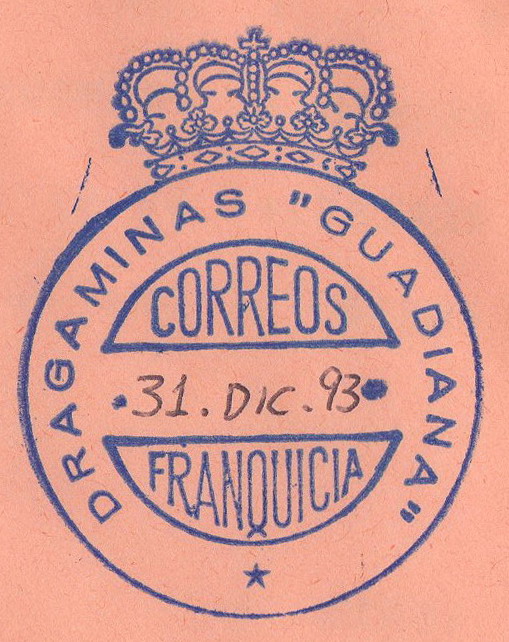 DRAGAMINAS "GUADIANA"
CORREOS
31. DIC. 93
FRANQUICIA